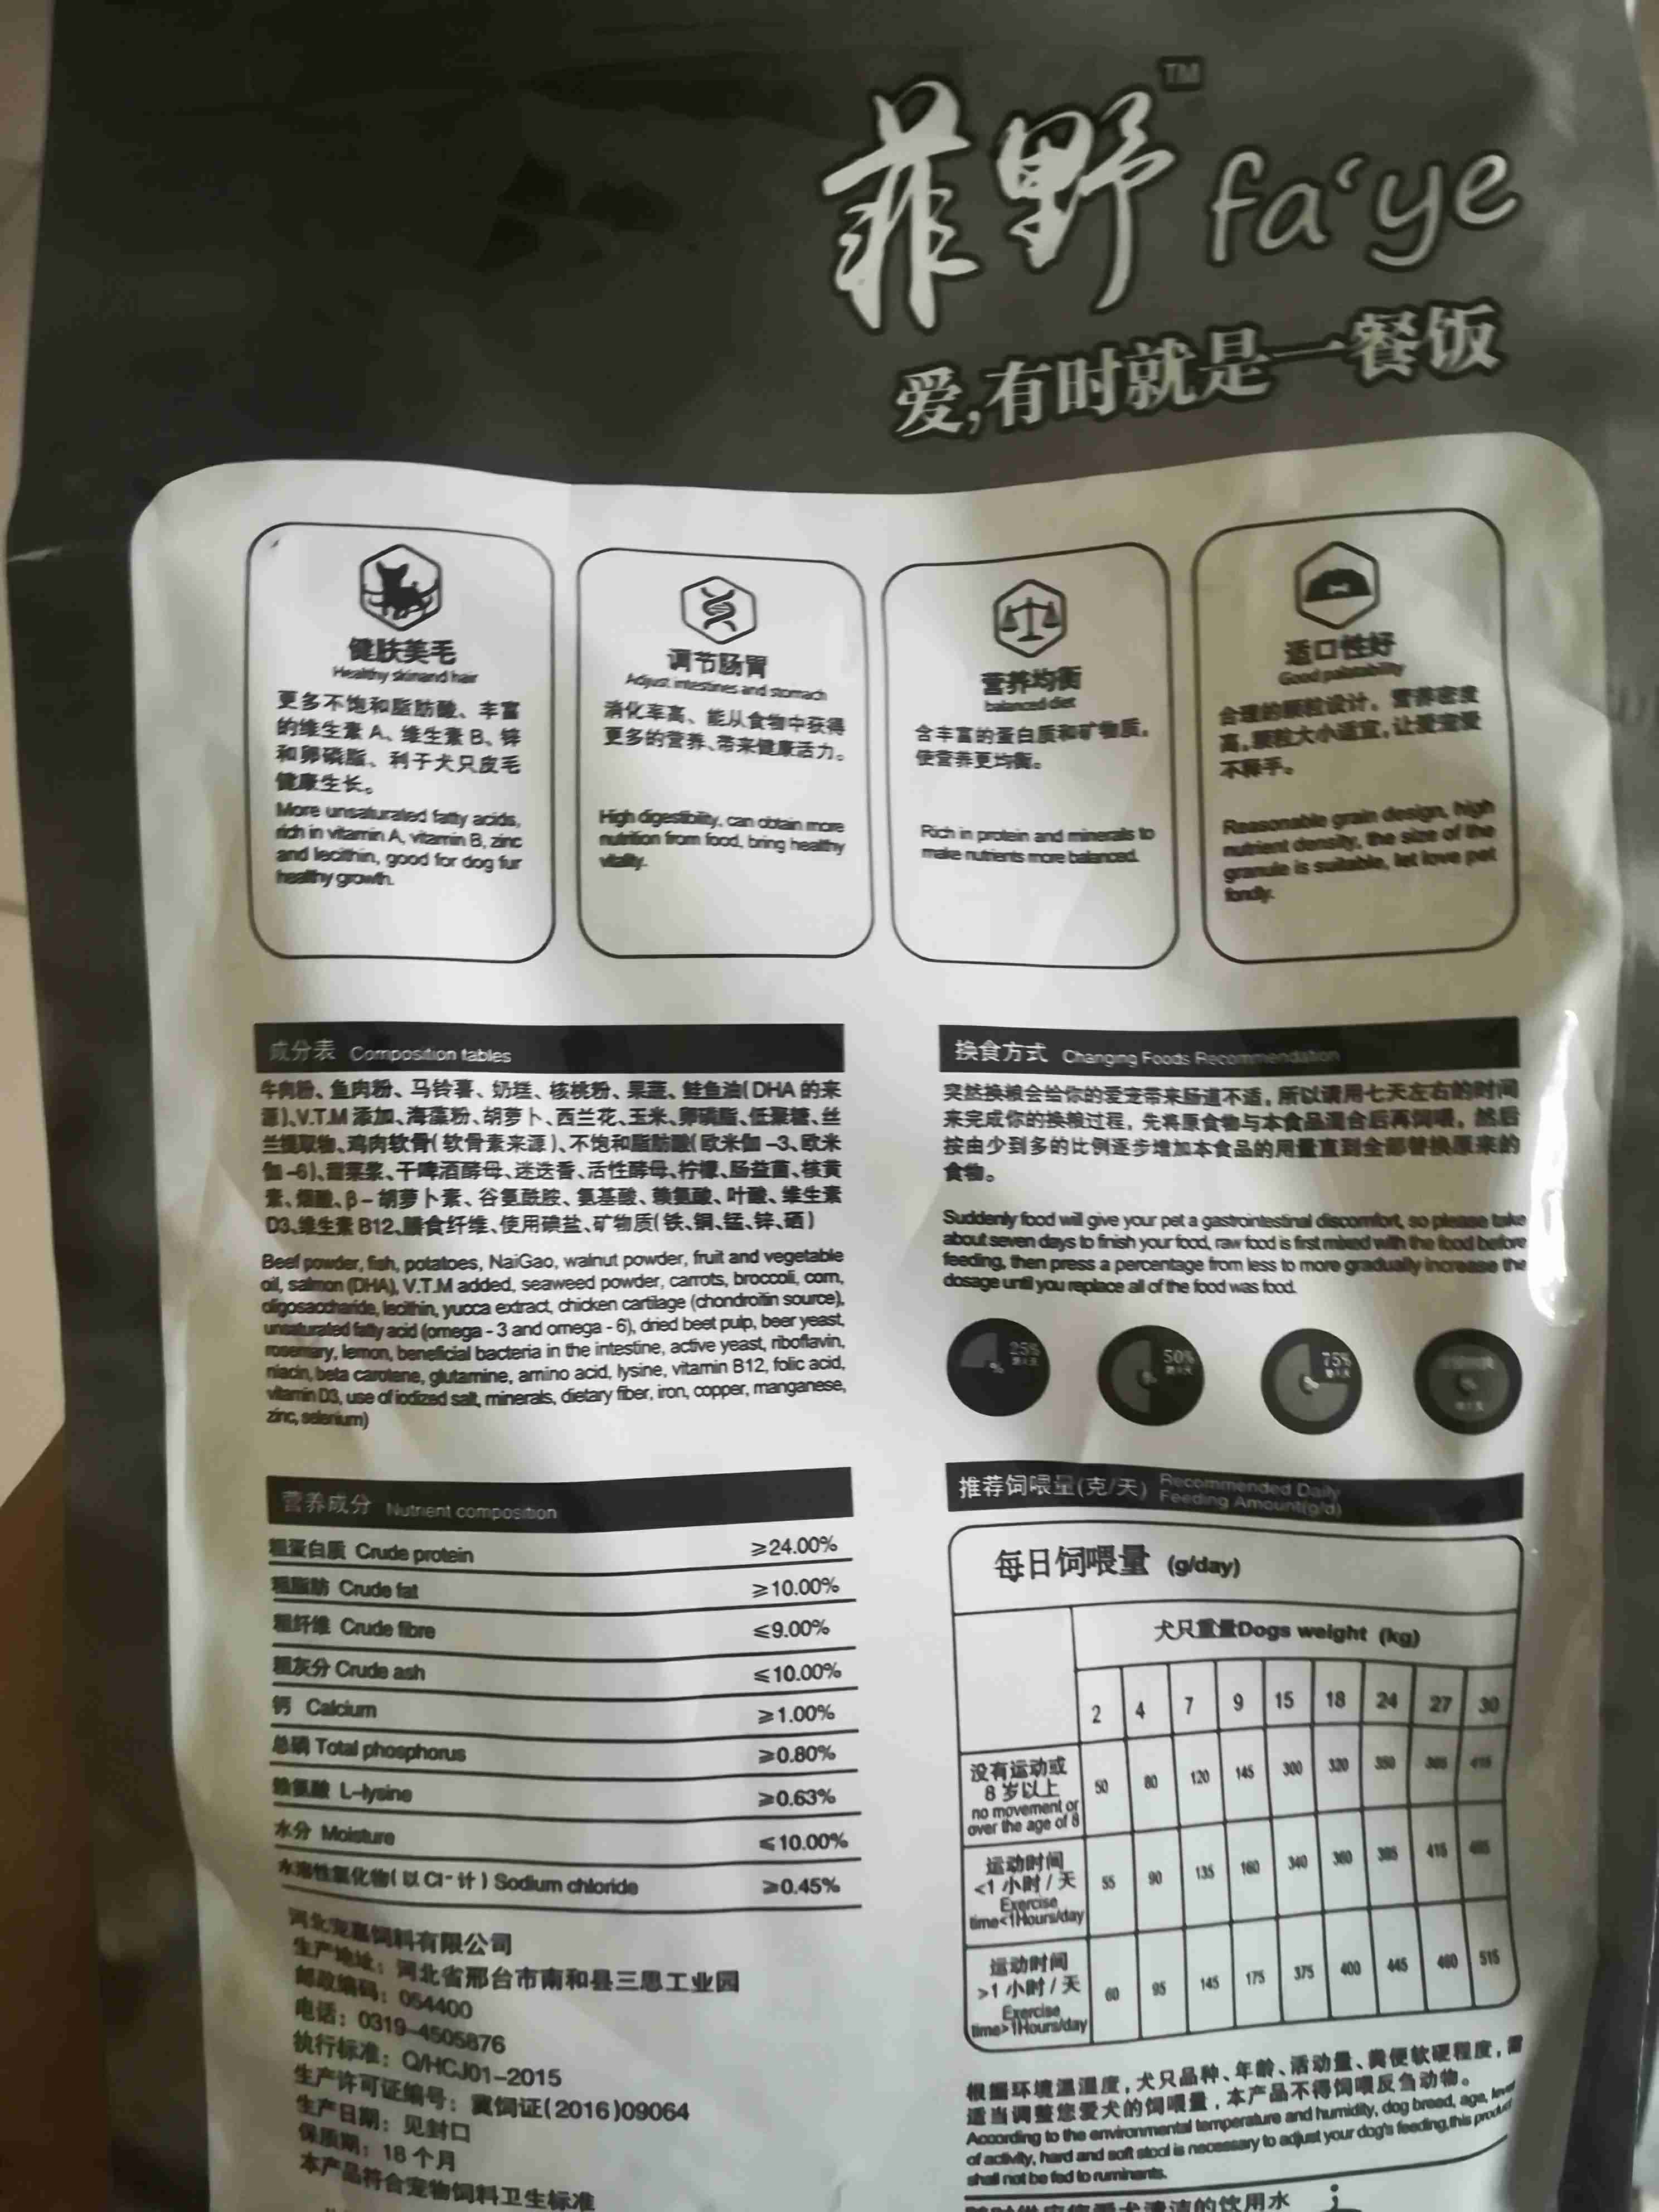 菲野™ fa‘ye
爱,有时就是一餐饭
健肤美毛
Healthy skinand hair
更多不饱和脂肪酸、丰富
的维生素 A、维生素 B、锌
和卵磷脂、利于犬只皮毛
健康生长。
More unsaturated fatty acids,
rich in vitamin A, vitamin B, zinc
and lecithin, good for dog fur
healthy growth.
调节肠胃
Adjust intestines and stomach
消化率高、能从食物中获得
更多的营养、带来健康活力。
High digestibility, can obtain more
nutrition from food, bring healthy
vitality.
营养均衡
balanced diet
含丰富的蛋白质和矿物质,
使营养更均衡。
Rich in protein and minerals to
make nutrients more balanced.
适口性好
Good palatability
合理的颗粒设计, 营养密度
高,颗粒大小适宜,让爱宠爱
不释手。
Reasonable grain design, high
nutrient density, the size of the
granule is suitable, let love pet
fondly.
成分表 Composition tables
牛肉粉、鱼肉粉、马铃薯、奶糕、核桃粉、果蔬、鲑鱼油(DHA 的来
源)、V.T.M 添加、海藻粉、胡萝卜、西兰花、玉米、卵磷脂、低聚糖、丝
兰提取物、鸡肉软骨(软骨素来源)、不饱和脂肪酸(欧米伽-3、欧米
伽-6)、甜菜浆、干啤酒酵母、迷迭香、活性酵母、柠檬、肠益菌、核黄
素、烟酸、β-胡萝卜素、谷氨酰胺、氨基酸、赖氨酸、叶酸、维生素
D3、维生素 B12、膳食纤维、使用碘盐、矿物质(铁、铜、锰、锌、硒)
Beef powder, fish, potatoes, NaiGao, walnut powder, fruit and vegetable
oil, salmon (DHA), V.T.M added, seaweed powder, carrots, broccoli, corn,
oligosaccharide, lecithin, yucca extract, chicken cartilage (chondroitin source),
unsaturated fatty acid (omega - 3 and omega - 6), dried beet pulp, beer yeast,
rosemary, lemon, beneficial bacteria in the intestine, active yeast, riboflavin,
niacin, beta carotene, glutamine, amino acid, lysine, vitamin B12, folic acid,
vitamin D3, use of iodized salt, minerals, dietary fiber, iron, copper, manganese,
zinc, selenium)
换食方式 Changing Foods Recommendation
突然换粮会给你的爱宠带来肠道不适, 所以请用七天左右的时间
来完成你的换粮过程, 先将原食物与本食品混合后再饲喂, 然后
按由少到多的比例逐步增加本食品的用量直到全部替换原来的
食物。
Suddenly food will give your pet a gastrointestinal discomfort, so please take
about seven days to finish your food, raw food is first mixed with the food before
feeding, then press a percentage from less to more gradually increase the
dosage until you replace all of the food was food.
25%
50%
75%
营养成分 Nutrient composition
粗蛋白质 Crude protein ≥24.00%
粗脂肪 Crude fat ≥10.00%
粗纤维 Crude fibre ≤9.00%
粗灰分 Crude ash ≤10.00%
钙 Calcium ≥1.00%
总磷 Total phosphorus ≥0.80%
赖氨酸 L-lysine ≥0.63%
水分 Moisture ≤10.00%
水溶性氯化物(以 Cl⁻计) Sodium chloride ≥0.45%
河北宠嘉饲料有限公司
生产地址: 河北省邢台市南和县三思工业园
邮政编码: 054400
电话: 0319-4505876
执行标准: Q/HCJ01-2015
生产许可证编号: 冀饲证(2016)09064
生产日期: 见封口
保质期: 18 个月
本产品符合宠物饲料卫生标准
推荐饲喂量(克/天) Recommended Daily
Feeding Amount(g/d)
每日饲喂量 (g/day)
犬只重量Dogs weight (kg)
2 4 7 9 15 18 24 27 30
没有运动或
8 岁以上
no movement or
over the age of 8
50 80 120 145 300 320 350 385 415
运动时间
<1 小时 / 天
Exercise
time<1Hours/day
55 90 135 160 340 360 395 415 465
运动时间
>1 小时 / 天
Exercise
time>1Hours/day
60 95 145 175 375 400 445 460 515
根据环境温湿度, 犬只品种、年龄、活动量、粪便软硬程度, 需
适当调整您爱犬的饲喂量, 本产品不得饲喂反刍动物。
According to the environmental temperature and humidity, dog breed, age, level
of activity, hard and soft stool is necessary to adjust your dog's feeding,this product
shall not be fed to ruminants.